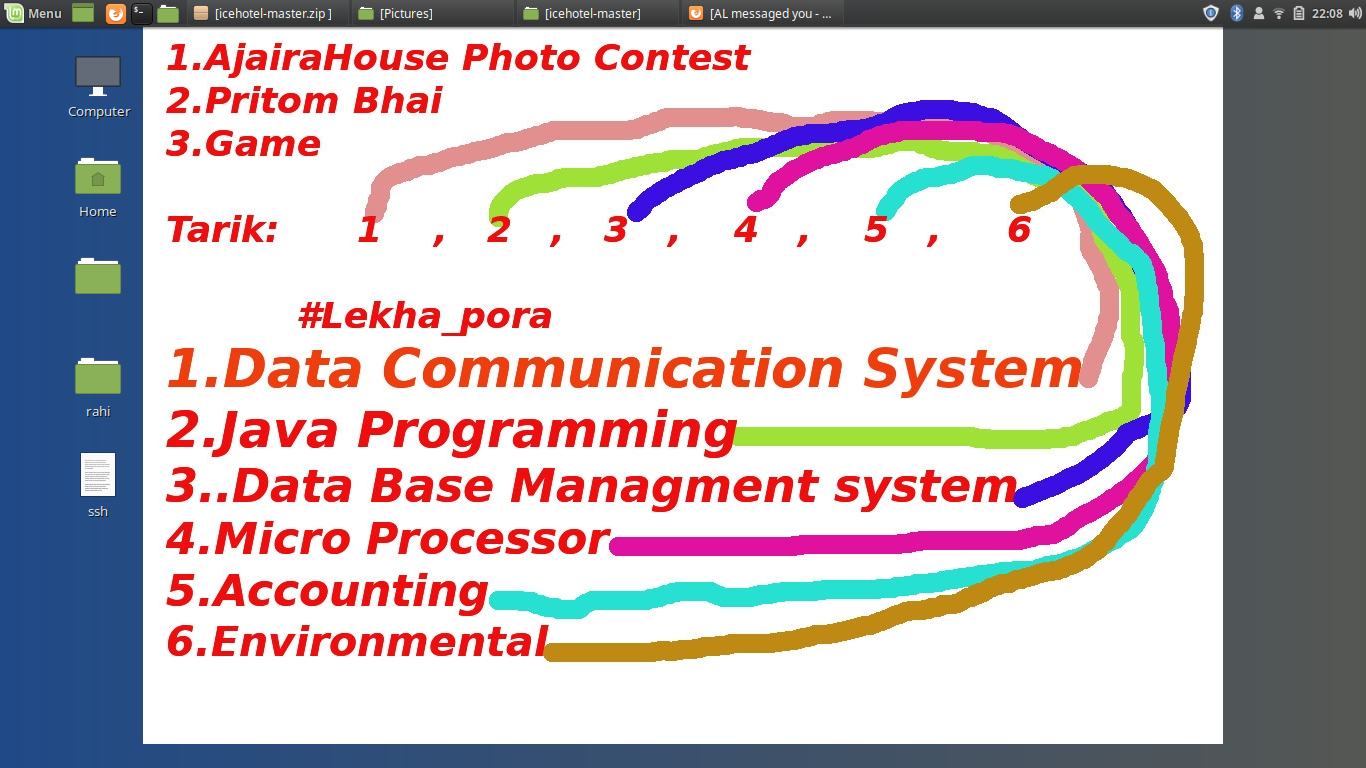 Menu [icehotel-master.zip ] [Pictures] [icehotel-master] [AL messaged you - ... 22:08
Computer
Home
rahi
ssh
1.AjairaHouse Photo Contest
2.Pritom Bhai
3.Game
Tarik: 1 , 2 , 3 , 4 , 5 , 6
#Lekha_pora
1.Data Communication System
2.Java Programming
3..Data Base Managment system
4.Micro Processor
5.Accounting
6.Environmental